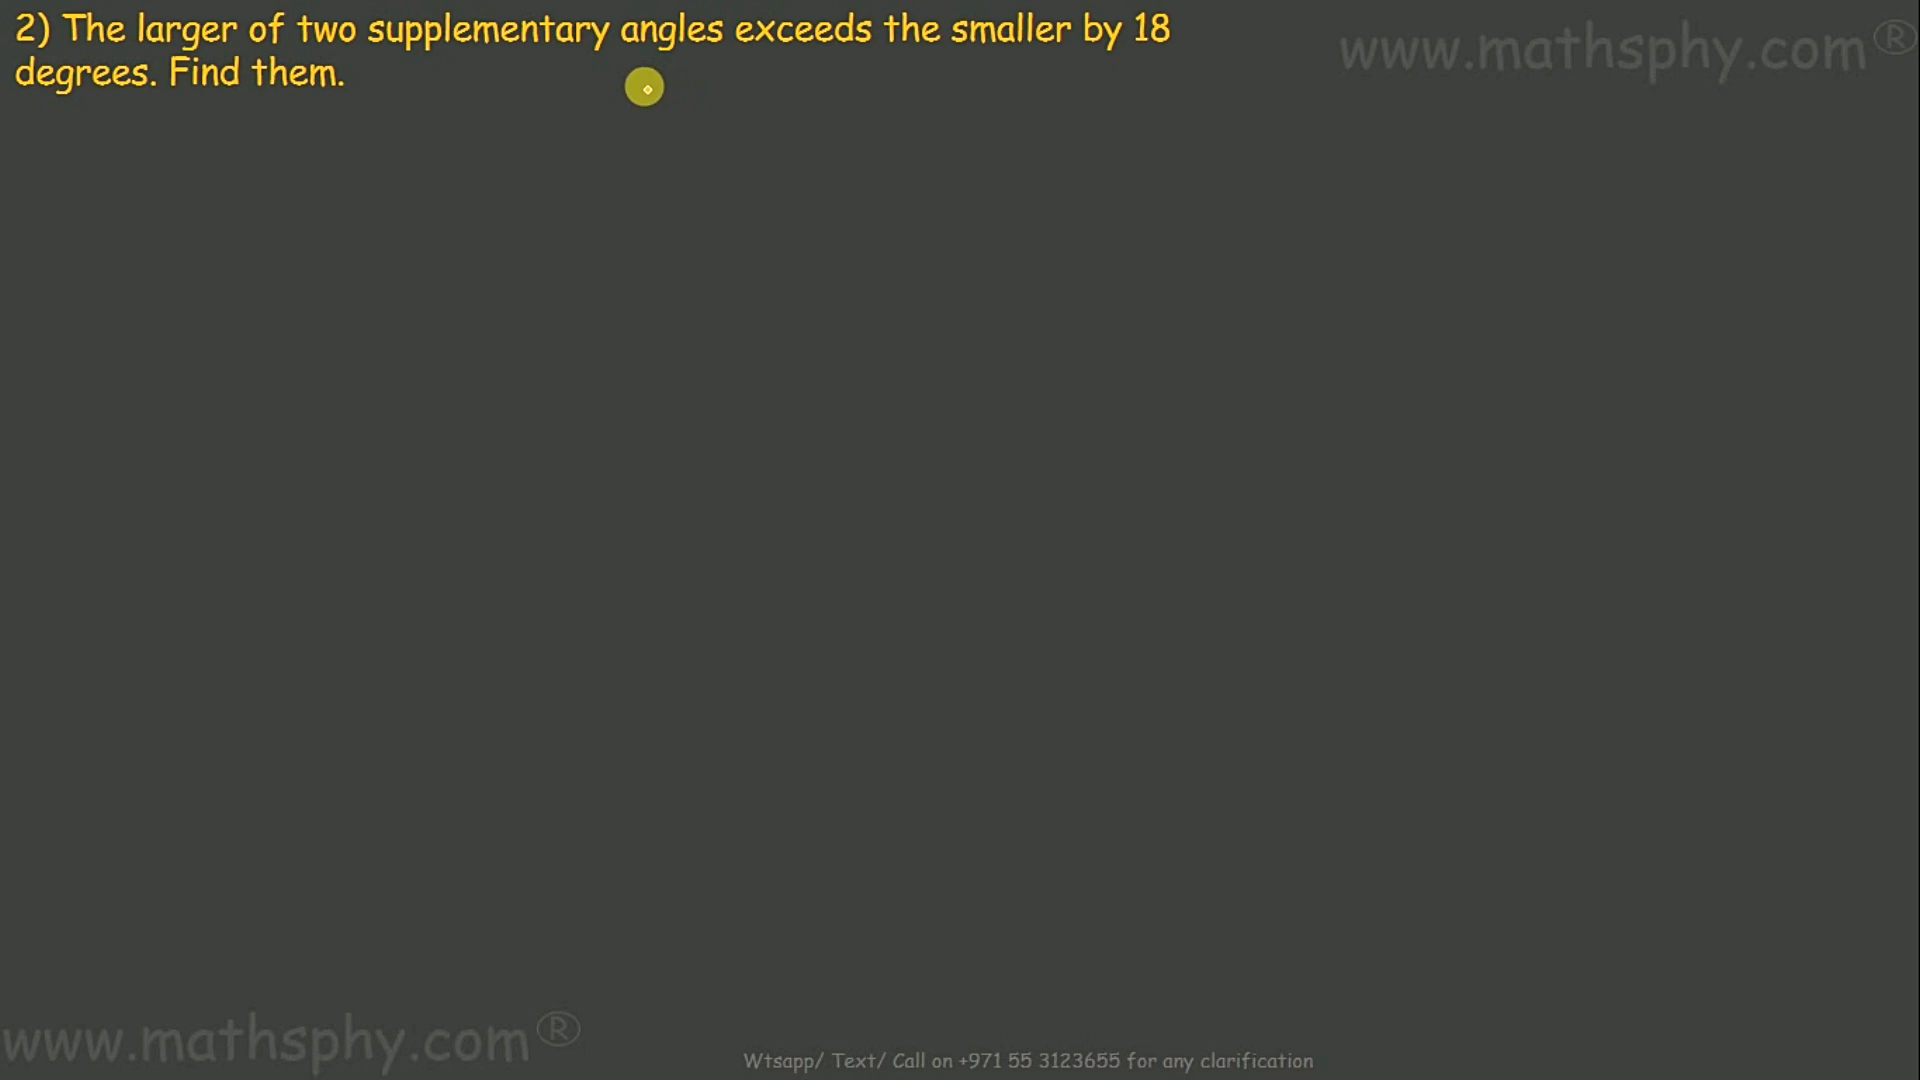 2) The larger of two supplementary angles exceeds the smaller by 18
degrees. Find them.
www.mathsphy.com®
www.mathsphy.com®
Wtsapp/ Text/ Call on +971 55 3123655 for any clarification